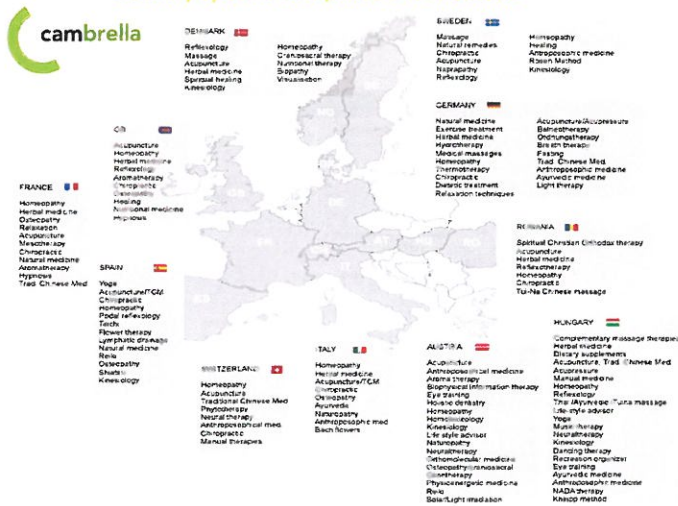 cambrella
DENMARK
Reflexology
Massage
Acupuncture
Herbal medicine
Spiritual healing
Kinesiology
Homeopathy
Craniosacral therapy
Nutritional therapy
Biopathy
Visualisation
SWEDEN
Massage
Natural remedies
Chiropractic
Acupuncture
Naprapathy
Reflexology
Homeopathy
Healing
Antroposophic medicine
Rosen Method
Kinesiology
GERMANY
Natural medicine
Exercise treatment
Herbal medicine
Hydrotherapy
Medical massages
Homeopathy
Thermotherapy
Chiropractic
Dietetic treatment
Relaxation techniques
Acupuncture/Acupressure
Balneotherapy
Ordnungstherapy
Breath therapy
Fasting
Trad. Chinese Med.
Anthroposophic medicine
Ayurvedic medicine
Light therapy
GB
Acupuncture
Homeopathy
Herbal medicine
Reflexology
Aromatherapy
Chiropractic
Osteopathy
Healing
Nutritional medicine
Hypnosis
FRANCE
Homeopathy
Herbal medicine
Osteopathy
Relaxation
Acupuncture
Mesotherapy
Chiropractic
Natural medicine
Aromatherapy
Hypnosis
Trad. Chinese Med
SPAIN
Yoga
Acupuncture/TCM
Chiropractic
Homeopathy
Podal reflexology
Taichi
Flower therapy
Lymphatic drainage
Natural medicine
Reiki
Osteopathy
Shiatsu
Kinesiology
SWITZERLAND
Homeopathy
Acupuncture
Traditional Chinese Med
Phytotherapy
Neural therapy
Anthroposophical med.
Chiropractic
Manual therapies
ITALY
Homeopathy
Herbal medicine
Acupuncture/TCM
Chiropractic
Osteopathy
Ayurvedic
Naturopathy
Anthroposophic med
Bach flowers
ROMANIA
Spiritual Christian Orthodox therapy
Acupuncture
Herbal medicine
Reflexotherapy
Homeopathy
Chiropractic
Tui-Na Chinese massage
AUSTRIA
Acupuncture
Anthroposophical medicine
Aroma therapy
Biophysical information therapy
Eye training
Holistic dentistry
Homeopathy
Homotoxicology
Kinesiology
Life style advisor
Naturopathy
Neuraltherapy
Orthomolecular medicine
Osteopathy/craniosacral
Physioenergetic medicine
Reiki
Solar/Light irradiation
HUNGARY
Complementary massage therapies
Herbal medicine
Dietary supplements
Acupuncture, Trad. Chinese Med.
Acupressure
Manual medicine
Homeopathy
Reflexology
Thai /Ayurvedic /Tuina massage
Life-style advisor
Yoga
Music therapy
Neuraltherapy
Kinesiology
Dancing therapy
Recreation organizer
Eye training
Ayurvedic medicine
Anthroposophic medicine
NADA therapy
Kneipp method